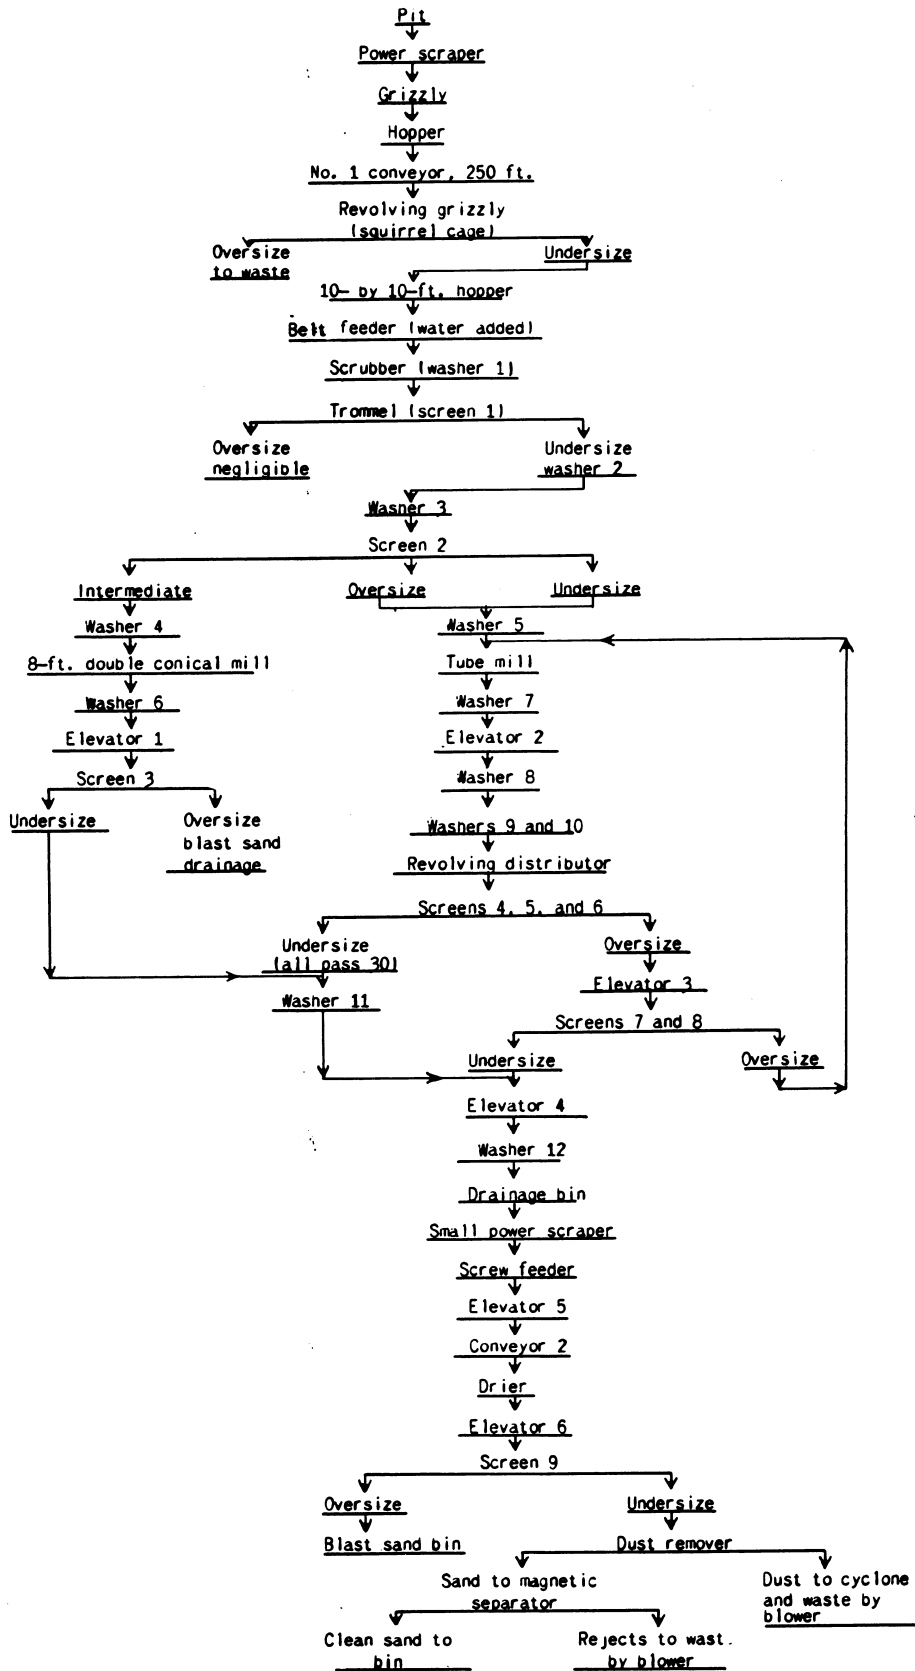 Pit
Power scraper
Grizzly
Hopper
No. 1 conveyor, 250 ft.
Revolving grizzly
(squirrel cage)
Oversize
to waste
Undersize
10- by 10-ft. hopper
Belt feeder (water added)
Scrubber (washer 1)
Trommel (screen 1)
Oversize
negligible
Undersize
washer 2
Washer 3
Screen 2
Intermediate
Oversize
Undersize
Washer 4
Washer 5
8-ft. double conical mill
Tube mill
Washer 6
Washer 7
Elevator 1
Elevator 2
Screen 3
Washer 8
Undersize
Oversize
blast sand
drainage
Washers 9 and 10
Revolving distributor
Screens 4, 5, and 6
Undersize
(all pass 30)
Oversize
Washer 11
Elevator 3
Screens 7 and 8
Undersize
Oversize
Elevator 4
Washer 12
Drainage bin
Small power scraper
Screw feeder
Elevator 5
Conveyor 2
Drier
Elevator 6
Screen 9
Oversize
Undersize
Blast sand bin
Dust remover
Sand to magnetic
separator
Dust to cyclone
and waste by
blower
Clean sand to
bin
Rejects to wast.
by blower